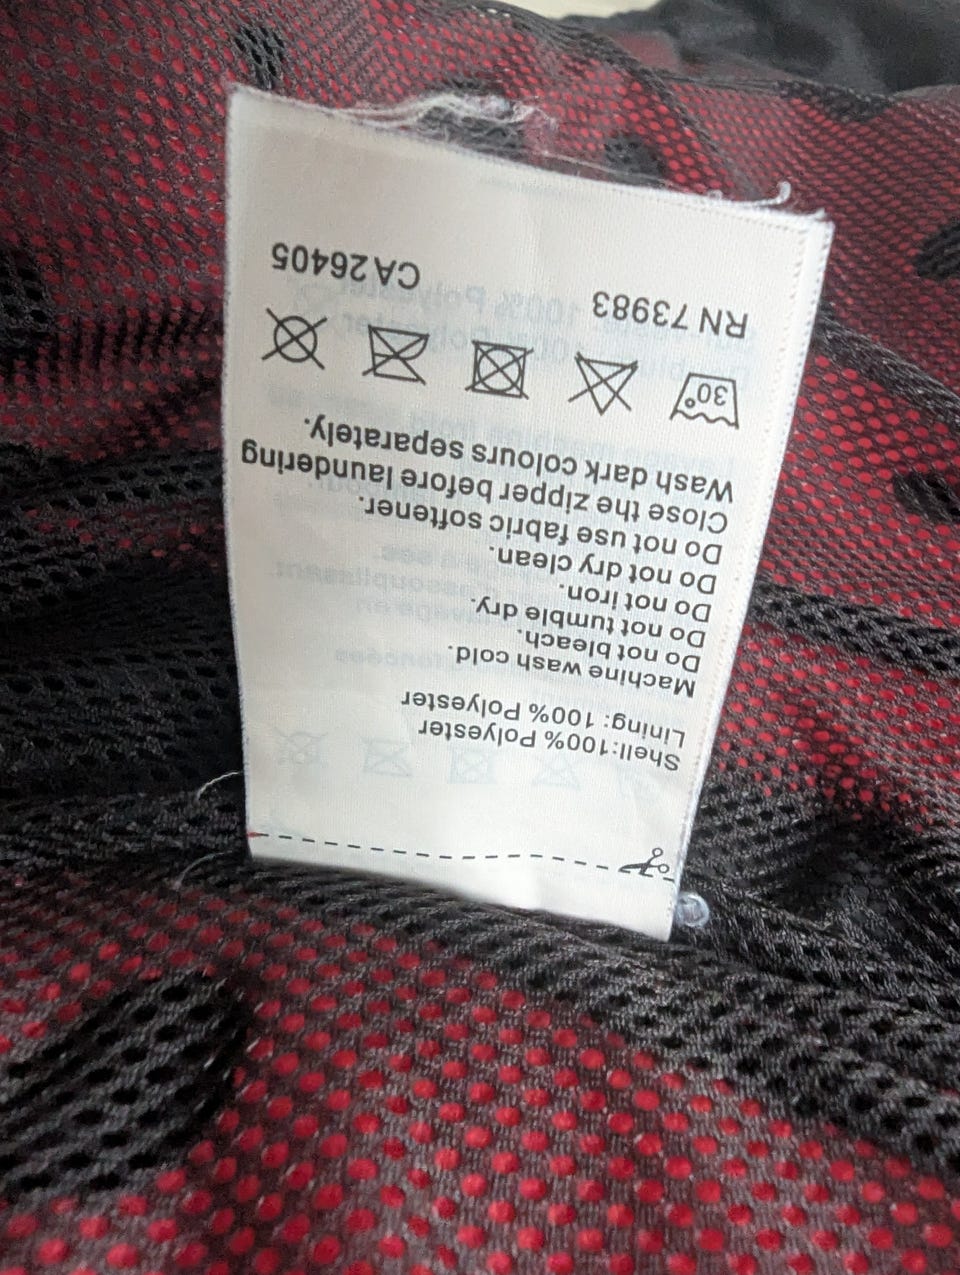 Shell:100% Polyester
Lining: 100% Polyester
Machine wash cold.
Do not bleach.
Do not tumble dry.
Do not iron.
Do not dry clean.
Do not use fabric softener.
Close the zipper before laundering
Wash dark colours separately.
30°
RN 73983 CA 26405